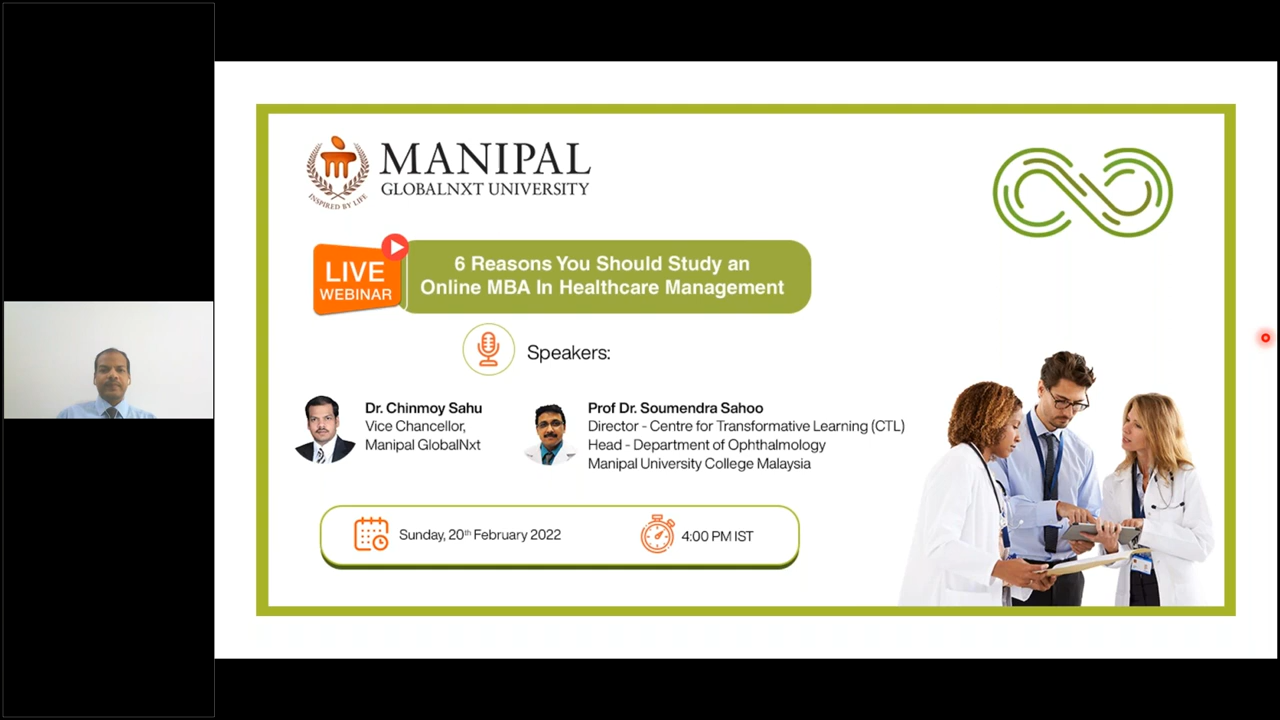 MANIPAL
GLOBALNXT UNIVERSITY
INSPIRED BY LIFE
LIVE
WEBINAR
6 Reasons You Should Study an
Online MBA In Healthcare Management
Speakers:
Dr. Chinmoy Sahu
Vice Chancellor,
Manipal GlobalNxt
Prof Dr. Soumendra Sahoo
Director - Centre for Transformative Learning (CTL)
Head - Department of Ophthalmology
Manipal University College Malaysia
Sunday, 20th February 2022
4:00 PM IST